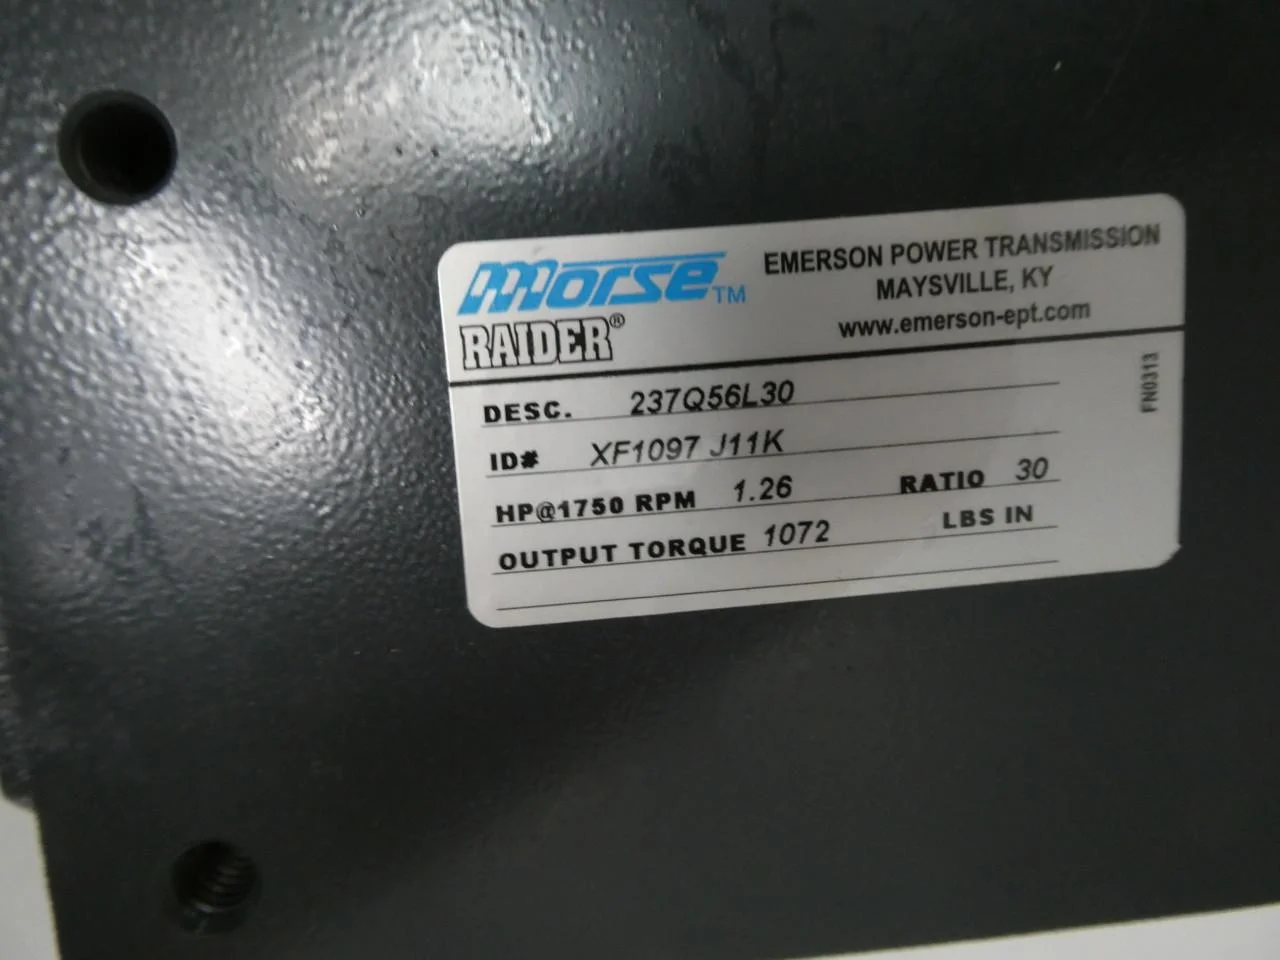 morse™
RAIDER®
EMERSON POWER TRANSMISSION
MAYSVILLE, KY
www.emerson-ept.com
DESC. 237Q56L30
ID# XF1097 J11K
HP@1750 RPM 1.26 RATIO 30
OUTPUT TORQUE 1072 LBS IN
FN0313